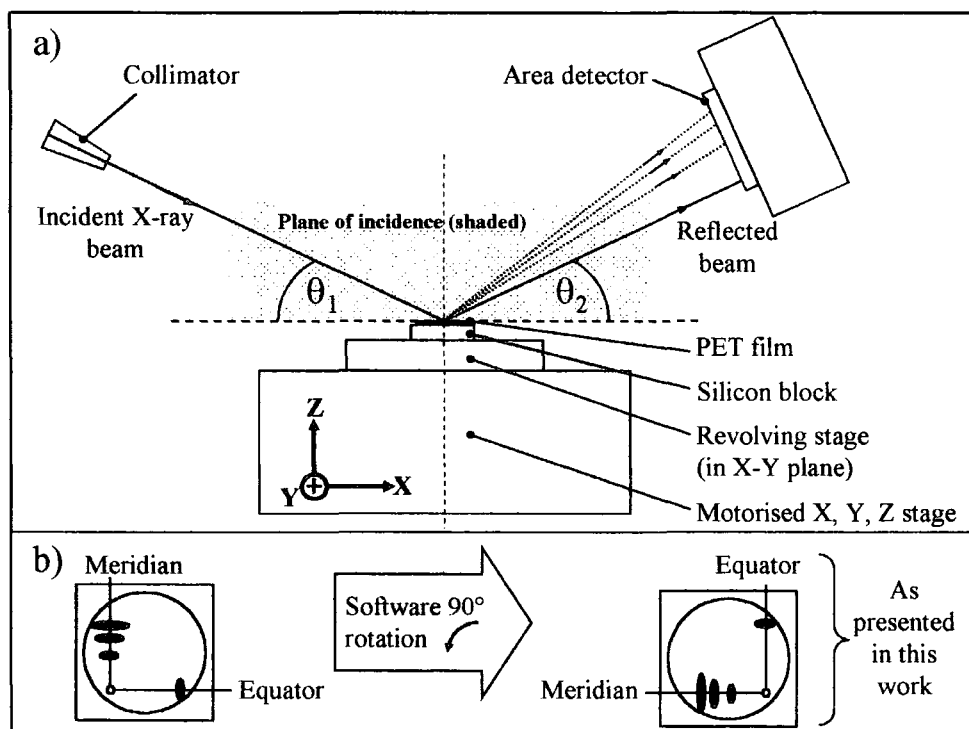 a)
Collimator
Area detector
Incident X-ray
beam
Plane of incidence (shaded)
Reflected
beam
θ1
θ2
PET film
Silicon block
Revolving stage
(in X-Y plane)
Motorised X, Y, Z stage
Z
Y
X
b)
Meridian
Equator
Software 90°
rotation
Equator
Meridian
As
presented
in this
work